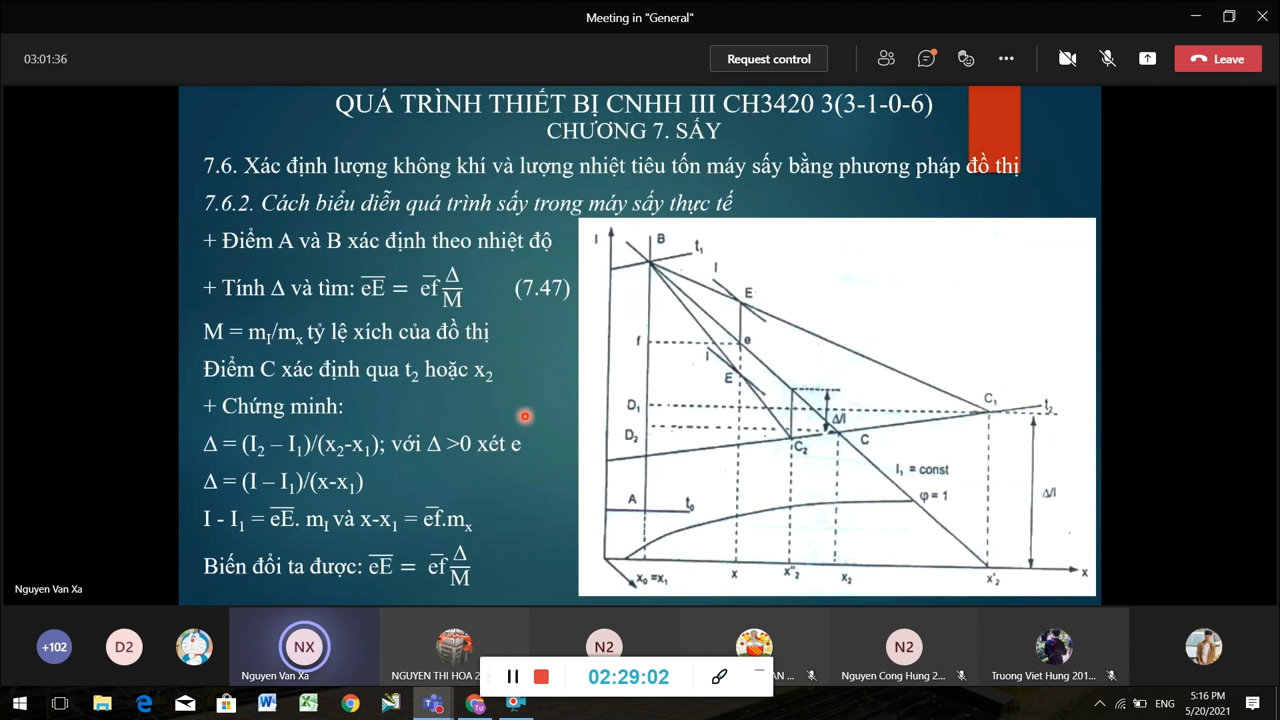 Meeting in "General"
03:01:36
Request control
Leave
QUÁ TRÌNH THIẾT BỊ CNHH III CH3420 3(3-1-0-6)
CHƯƠNG 7. SẤY
7.6. Xác định lượng không khí và lượng nhiệt tiêu tốn máy sấy bằng phương pháp đồ thị
7.6.2. Cách biểu diễn quá trình sấy trong máy sấy thực tế
+ Điểm A và B xác định theo nhiệt độ
+ Tính Δ và tìm: eE = ef Δ/M (7.47)
M = mI/mx tỷ lệ xích của đồ thị
Điểm C xác định qua t2 hoặc x2
+ Chứng minh:
Δ = (I2 – I1)/(x2-x1); với Δ >0 xét e
Δ = (I – I1)/(x-x1)
I - I1 = eE. mI và x-x1 = ef.mx
Biến đổi ta được: eE = ef Δ/M
I
B
t1
I
E
f
e
I
E
D1
D2
Δ/I
C1
t2
C2
C
I1 = const
φ = 1
Δ/I
A
t0
x0 =x1
x
x"2
x2
x'2
x
Nguyen Van Xa
+102
D2
NX
Nguyen Van Xa
NGUYEN THI HOA 2
N2
AN ...
N2
Nguyen Cong Hung 2...
Truong Viet Hung 201...
02:29:02
ENG
5:16 PM
5/20/2021